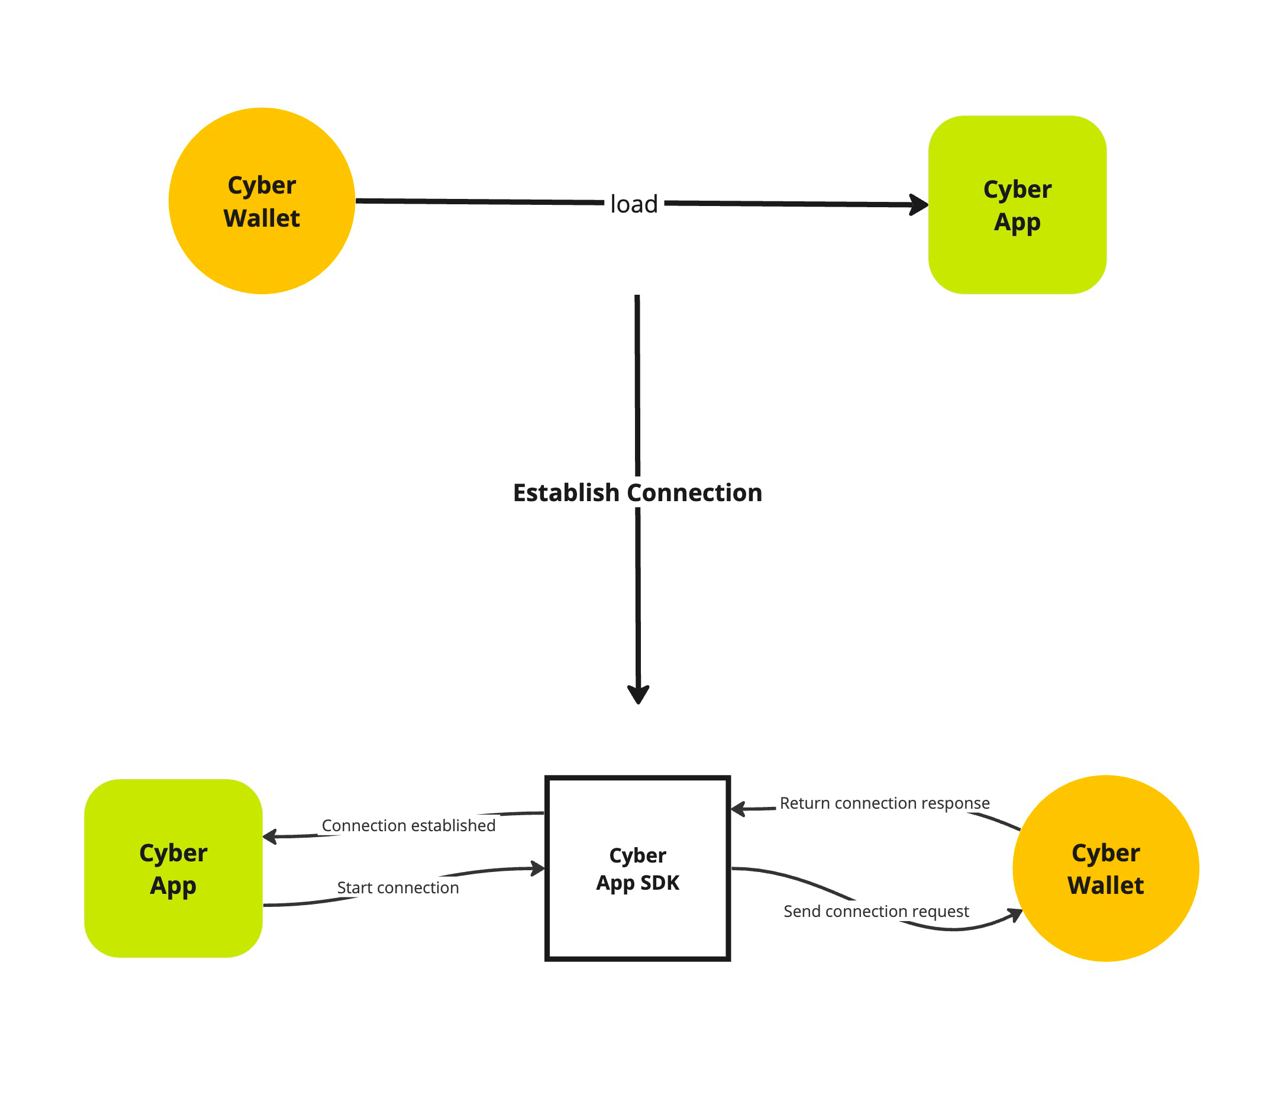 Cyber
Wallet
load
Cyber
App
Establish Connection
Cyber
App
Connection established
Start connection
Cyber
App SDK
Return connection response
Send connection request
Cyber
Wallet